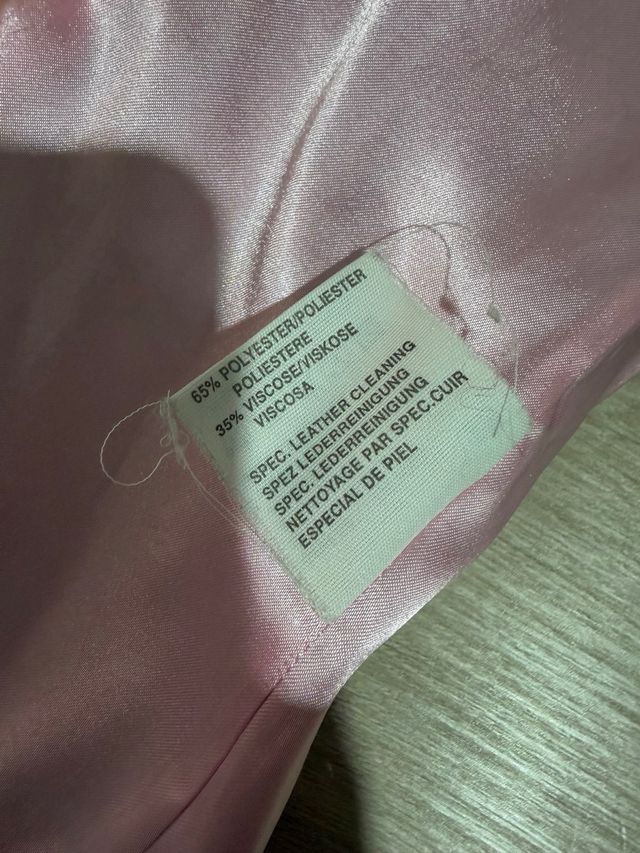 65% POLYESTER/POLIESTER
POLIESTERE
35% VISCOSE/VISKOSE
VISCOSA
SPEC. LEATHER CLEANING
SPEZ LEDERREINIGUNG
SPEC. LEDERREINIGUNG
NETTOYAGE PAR SPEC.CUIR
ESPECIAL DE PIEL